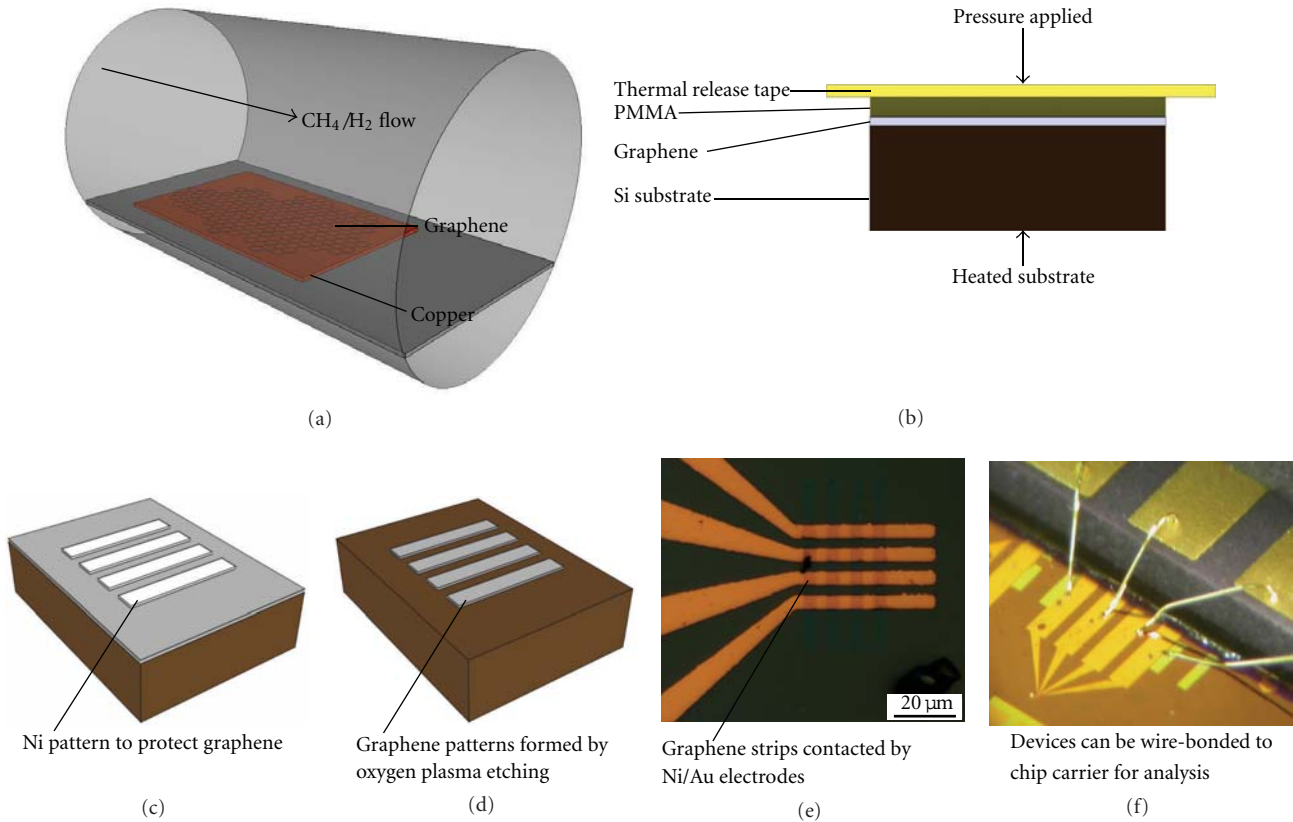 CH4/H2 flow
Graphene
Copper
(a)
Pressure applied
Thermal release tape
PMMA
Graphene
Si substrate
Heated substrate
(b)
Ni pattern to protect graphene
(c)
Graphene patterns formed by
oxygen plasma etching
(d)
20 μm
Graphene strips contacted by
Ni/Au electrodes
(e)
Devices can be wire-bonded to
chip carrier for analysis
(f)